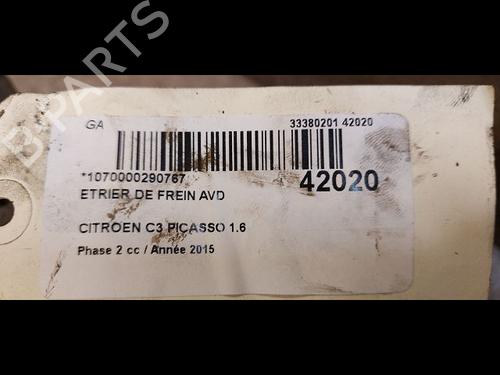 GA 33380201 42020
*1070000290767
42020
ETRIER DE FREIN AVD
CITROEN C3 PICASSO 1.6
Phase 2 cc / Année 2015
B-PARTS